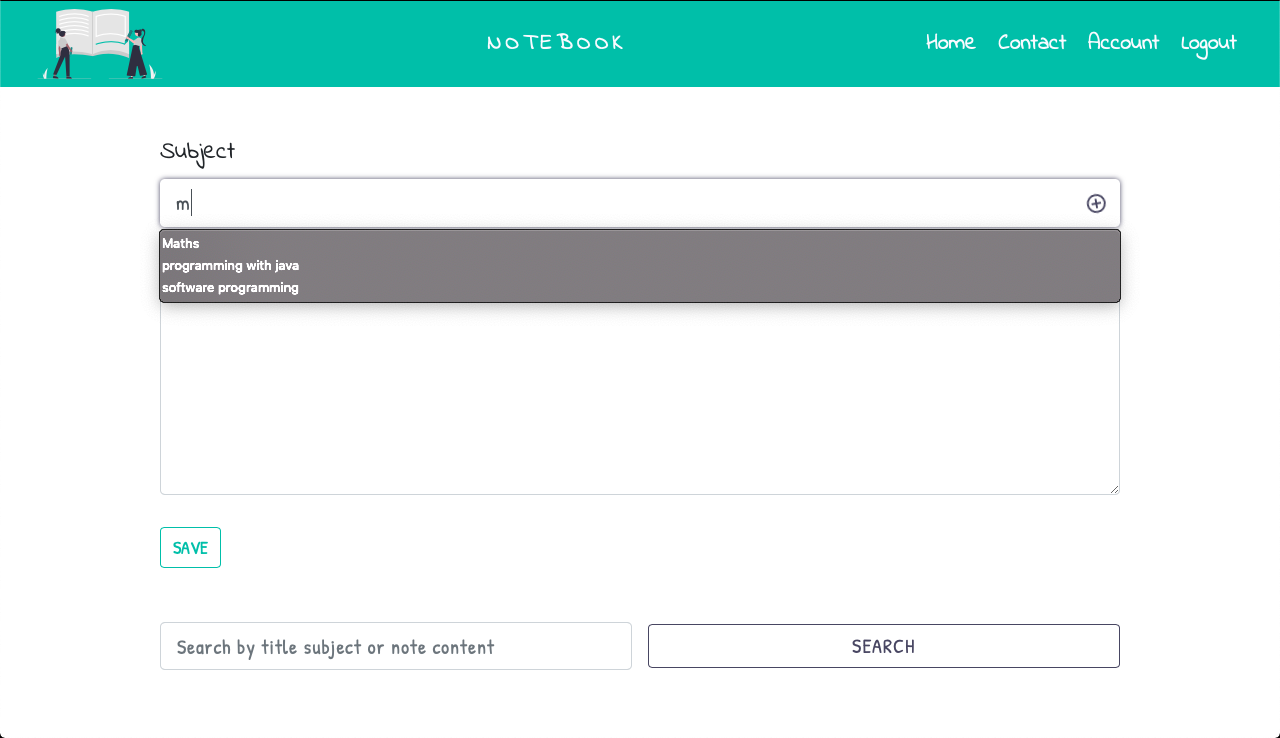 NOTEBOOK
Home Contact Account Logout
Subject
m
Maths
programming with java
software programming
SAVE
Search by title subject or note content
SEARCH